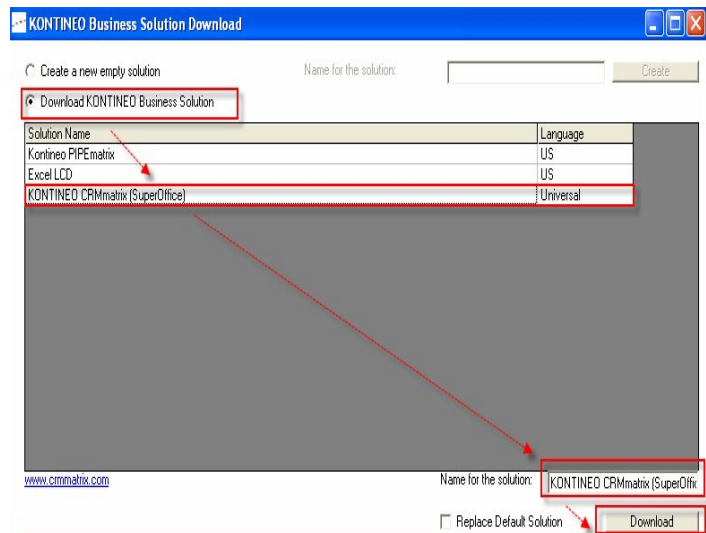 KONTINEO Business Solution Download
Create a new empty solution Name for the solution: Create
Download KONTINEO Business Solution
Solution Name Language
Kontineo PIPEmatrix US
Excel LCD US
KONTINEO CRMmatrix (SuperOffice) Universal
www.crmmatrix.com Name for the solution: KONTINEO CRMmatrix (SuperOffic
Replace Default Solution Download